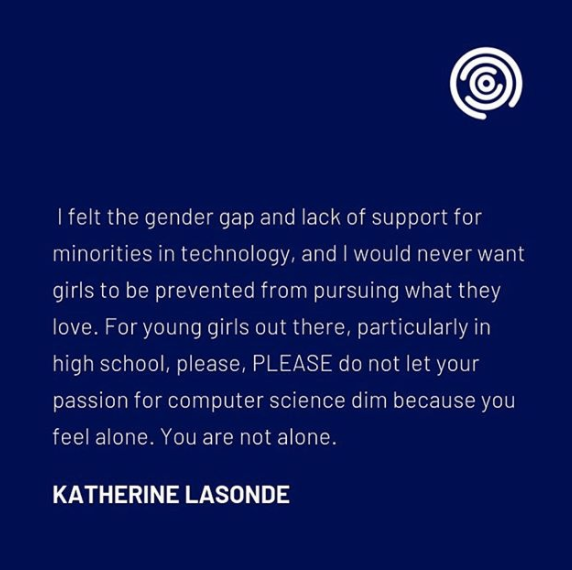 I felt the gender gap and lack of support for
minorities in technology, and I would never want
girls to be prevented from pursuing what they
love. For young girls out there, particularly in
high school, please, PLEASE do not let your
passion for computer science dim because you
feel alone. You are not alone.
KATHERINE LASONDE